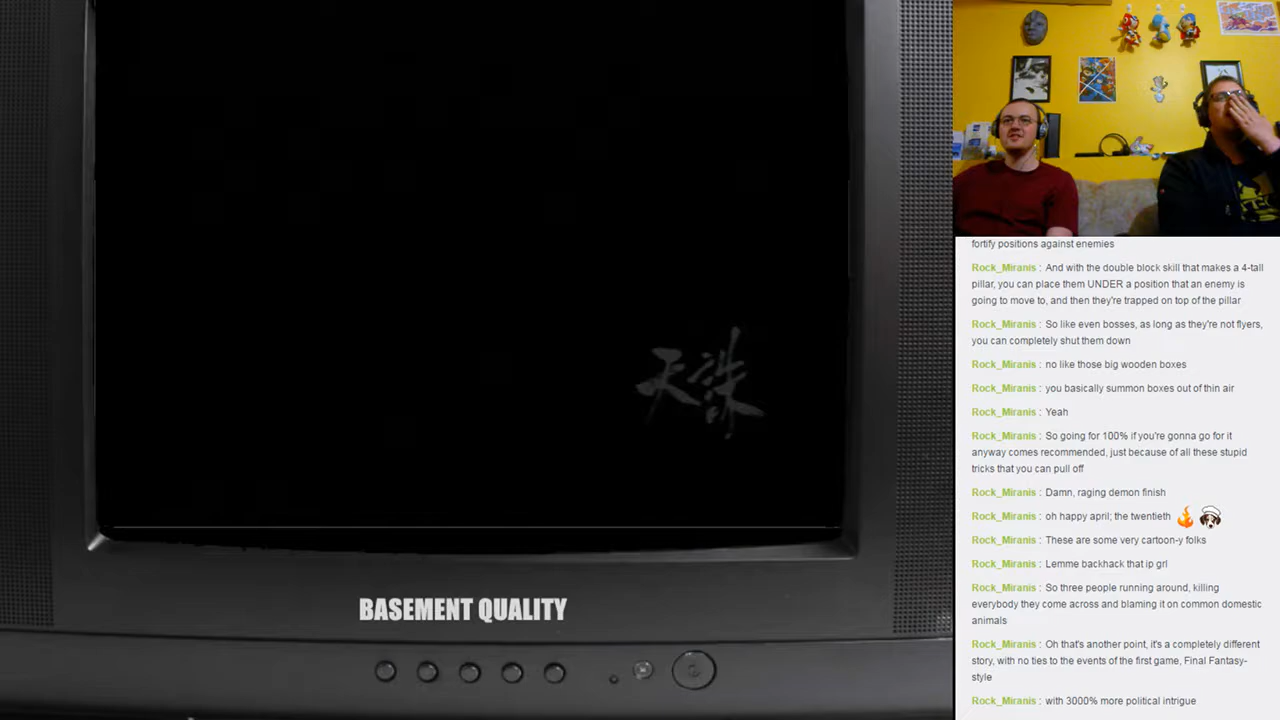 天誅
BASEMENT QUALITY
fortify positions against enemies
Rock_Miranis : And with the double block skill that makes a 4-tall
pillar, you can place them UNDER a position that an enemy is
going to move to, and then they're trapped on top of the pillar
Rock_Miranis : So like even bosses, as long as they're not flyers,
you can completely shut them down
Rock_Miranis : no like those big wooden boxes
Rock_Miranis : you basically summon boxes out of thin air
Rock_Miranis : Yeah
Rock_Miranis : So going for 100% if you're gonna go for it
anyway comes recommended, just because of all these stupid
tricks that you can pull off
Rock_Miranis : Damn, raging demon finish
Rock_Miranis : oh happy april; the twentieth
Rock_Miranis : These are some very cartoon-y folks
Rock_Miranis : Lemme backhack that ip grl
Rock_Miranis : So three people running around, killing
everybody they come across and blaming it on common domestic
animals
Rock_Miranis : Oh that's another point, it's a completely different
story, with no ties to the events of the first game, Final Fantasy-
style
Rock_Miranis : with 3000% more political intrigue